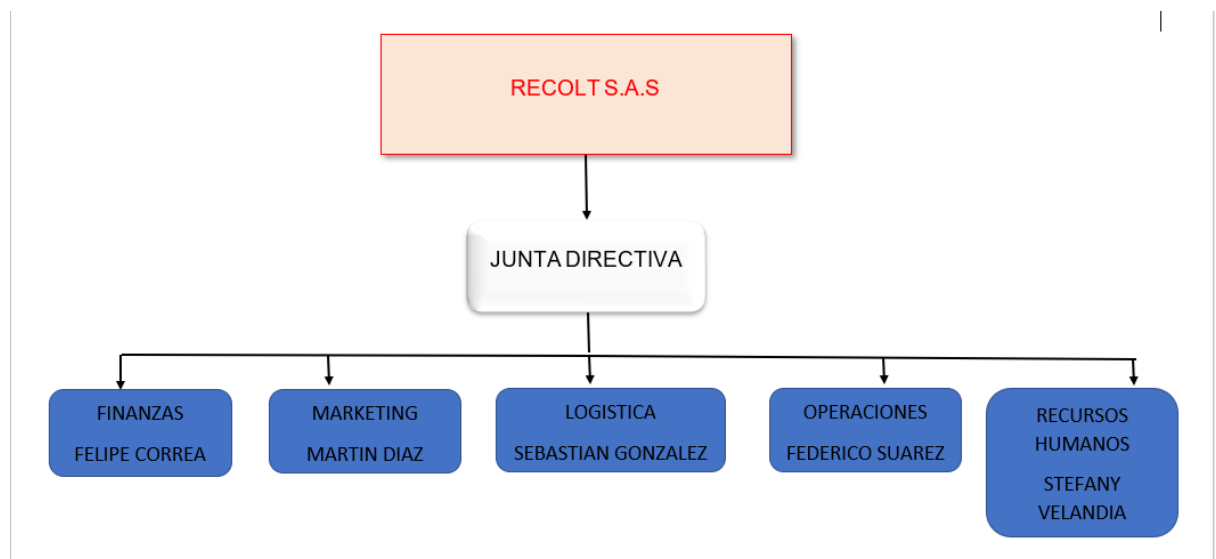 RECOLT S.A.S
JUNTA DIRECTIVA
FINANZAS
FELIPE CORREA
MARKETING
MARTIN DIAZ
LOGISTICA
SEBASTIAN GONZALEZ
OPERACIONES
FEDERICO SUAREZ
RECURSOS
HUMANOS
STEFANY
VELANDIA